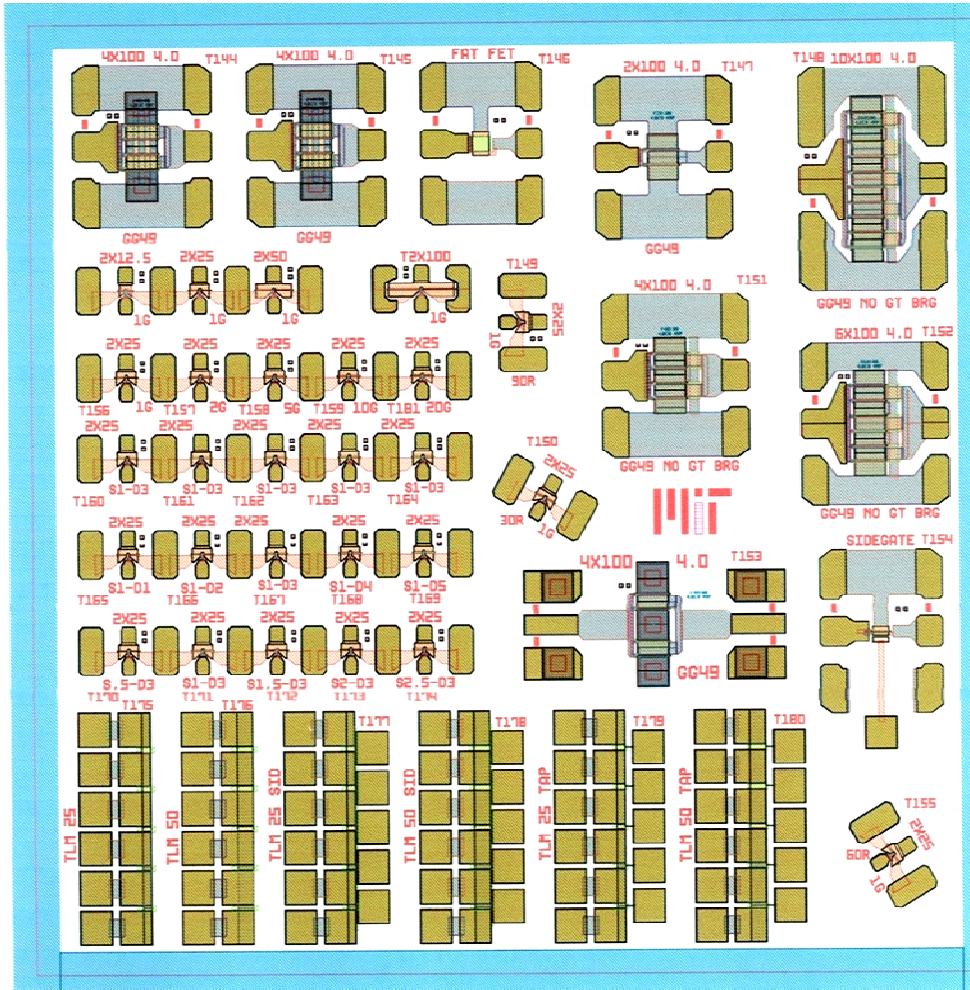 4X100 4.0 T144
4X100 4.0 T145
FAT FET T146
2X100 4.0 T147
T148 10X100 4.0
GG49
GG49
GG49
2X12.5 2X25 2X50 T2X100
1G 1G 1G 1G
T149
2X25
1G
90R
4X100 4.0 T151
GG49 NO GT BRG
GG49 NO GT BRG
6X100 4.0 T152
GG49 NO GT BRG
2X25 2X25 2X25 2X25 2X25
T156 1G T157 2G T158 5G T159 10G T181 20G
2X25 2X25 2X25 2X25 2X25
S1-D3 S1-D3 S1-D3 S1-D3 S1-D3
T160 T161 T162 T163 T164
T150
2X25
30R
1G
MIT
2X25 2X25 2X25 2X25 2X25
S1-D1 S1-D2 S1-D3 S1-D4 S1-D5
T165 T166 T167 T168 T169
4X100 4.0 T153
GG49
SIDEGATE T154
2X25 2X25 2X25 2X25 2X25
S.5-D3 S1-D3 S1.5-D3 S2-D3 S2.5-D3
T170 T171 T172 T173 T174
T175 T176 T177 T178 T179 T180
TLM 25
TLM 50
TLM 25 SID
TLM 50 SID
TLM 25 TAP
TLM 50 TAP
T155
2X25
60R
1G